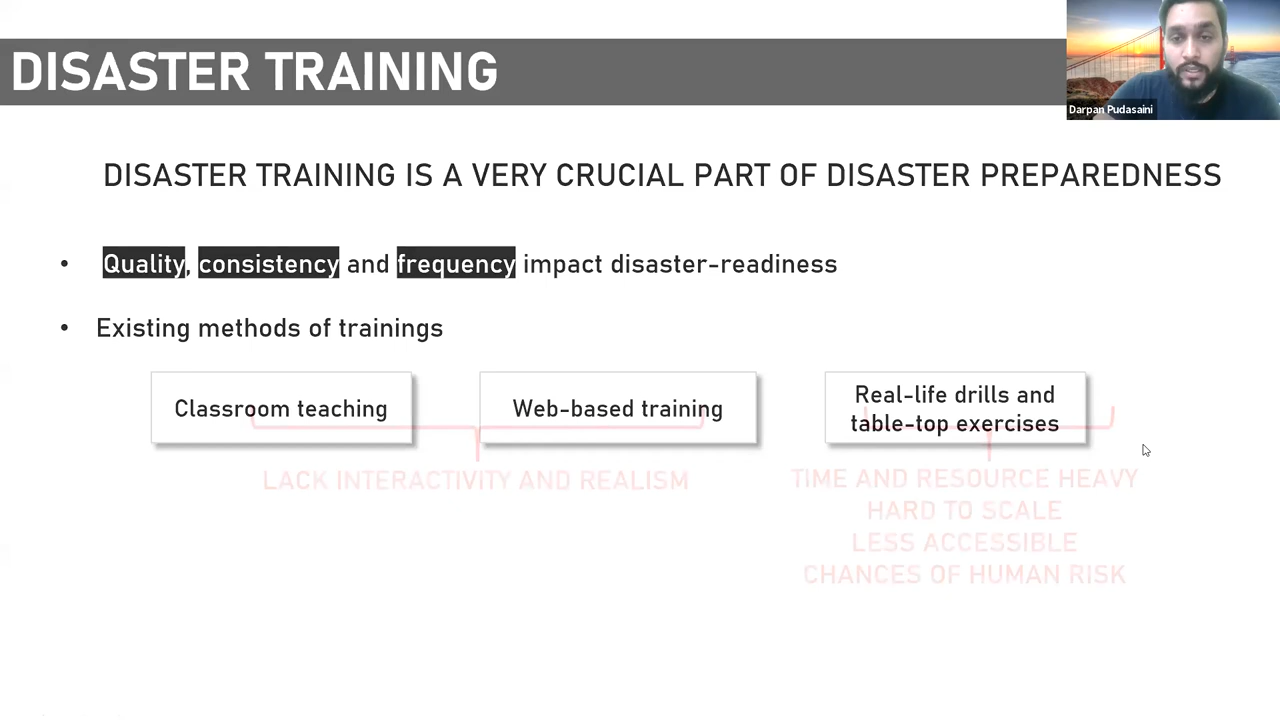 DISASTER TRAINING
Darpan Pudasaini
DISASTER TRAINING IS A VERY CRUCIAL PART OF DISASTER PREPAREDNESS
• Quality, consistency and frequency impact disaster-readiness
• Existing methods of trainings
Classroom teaching
Web-based training
Real-life drills and
table-top exercises
LACK INTERACTIVITY AND REALISM
TIME AND RESOURCE HEAVY
HARD TO SCALE
LESS ACCESSIBLE
CHANCES OF HUMAN RISK